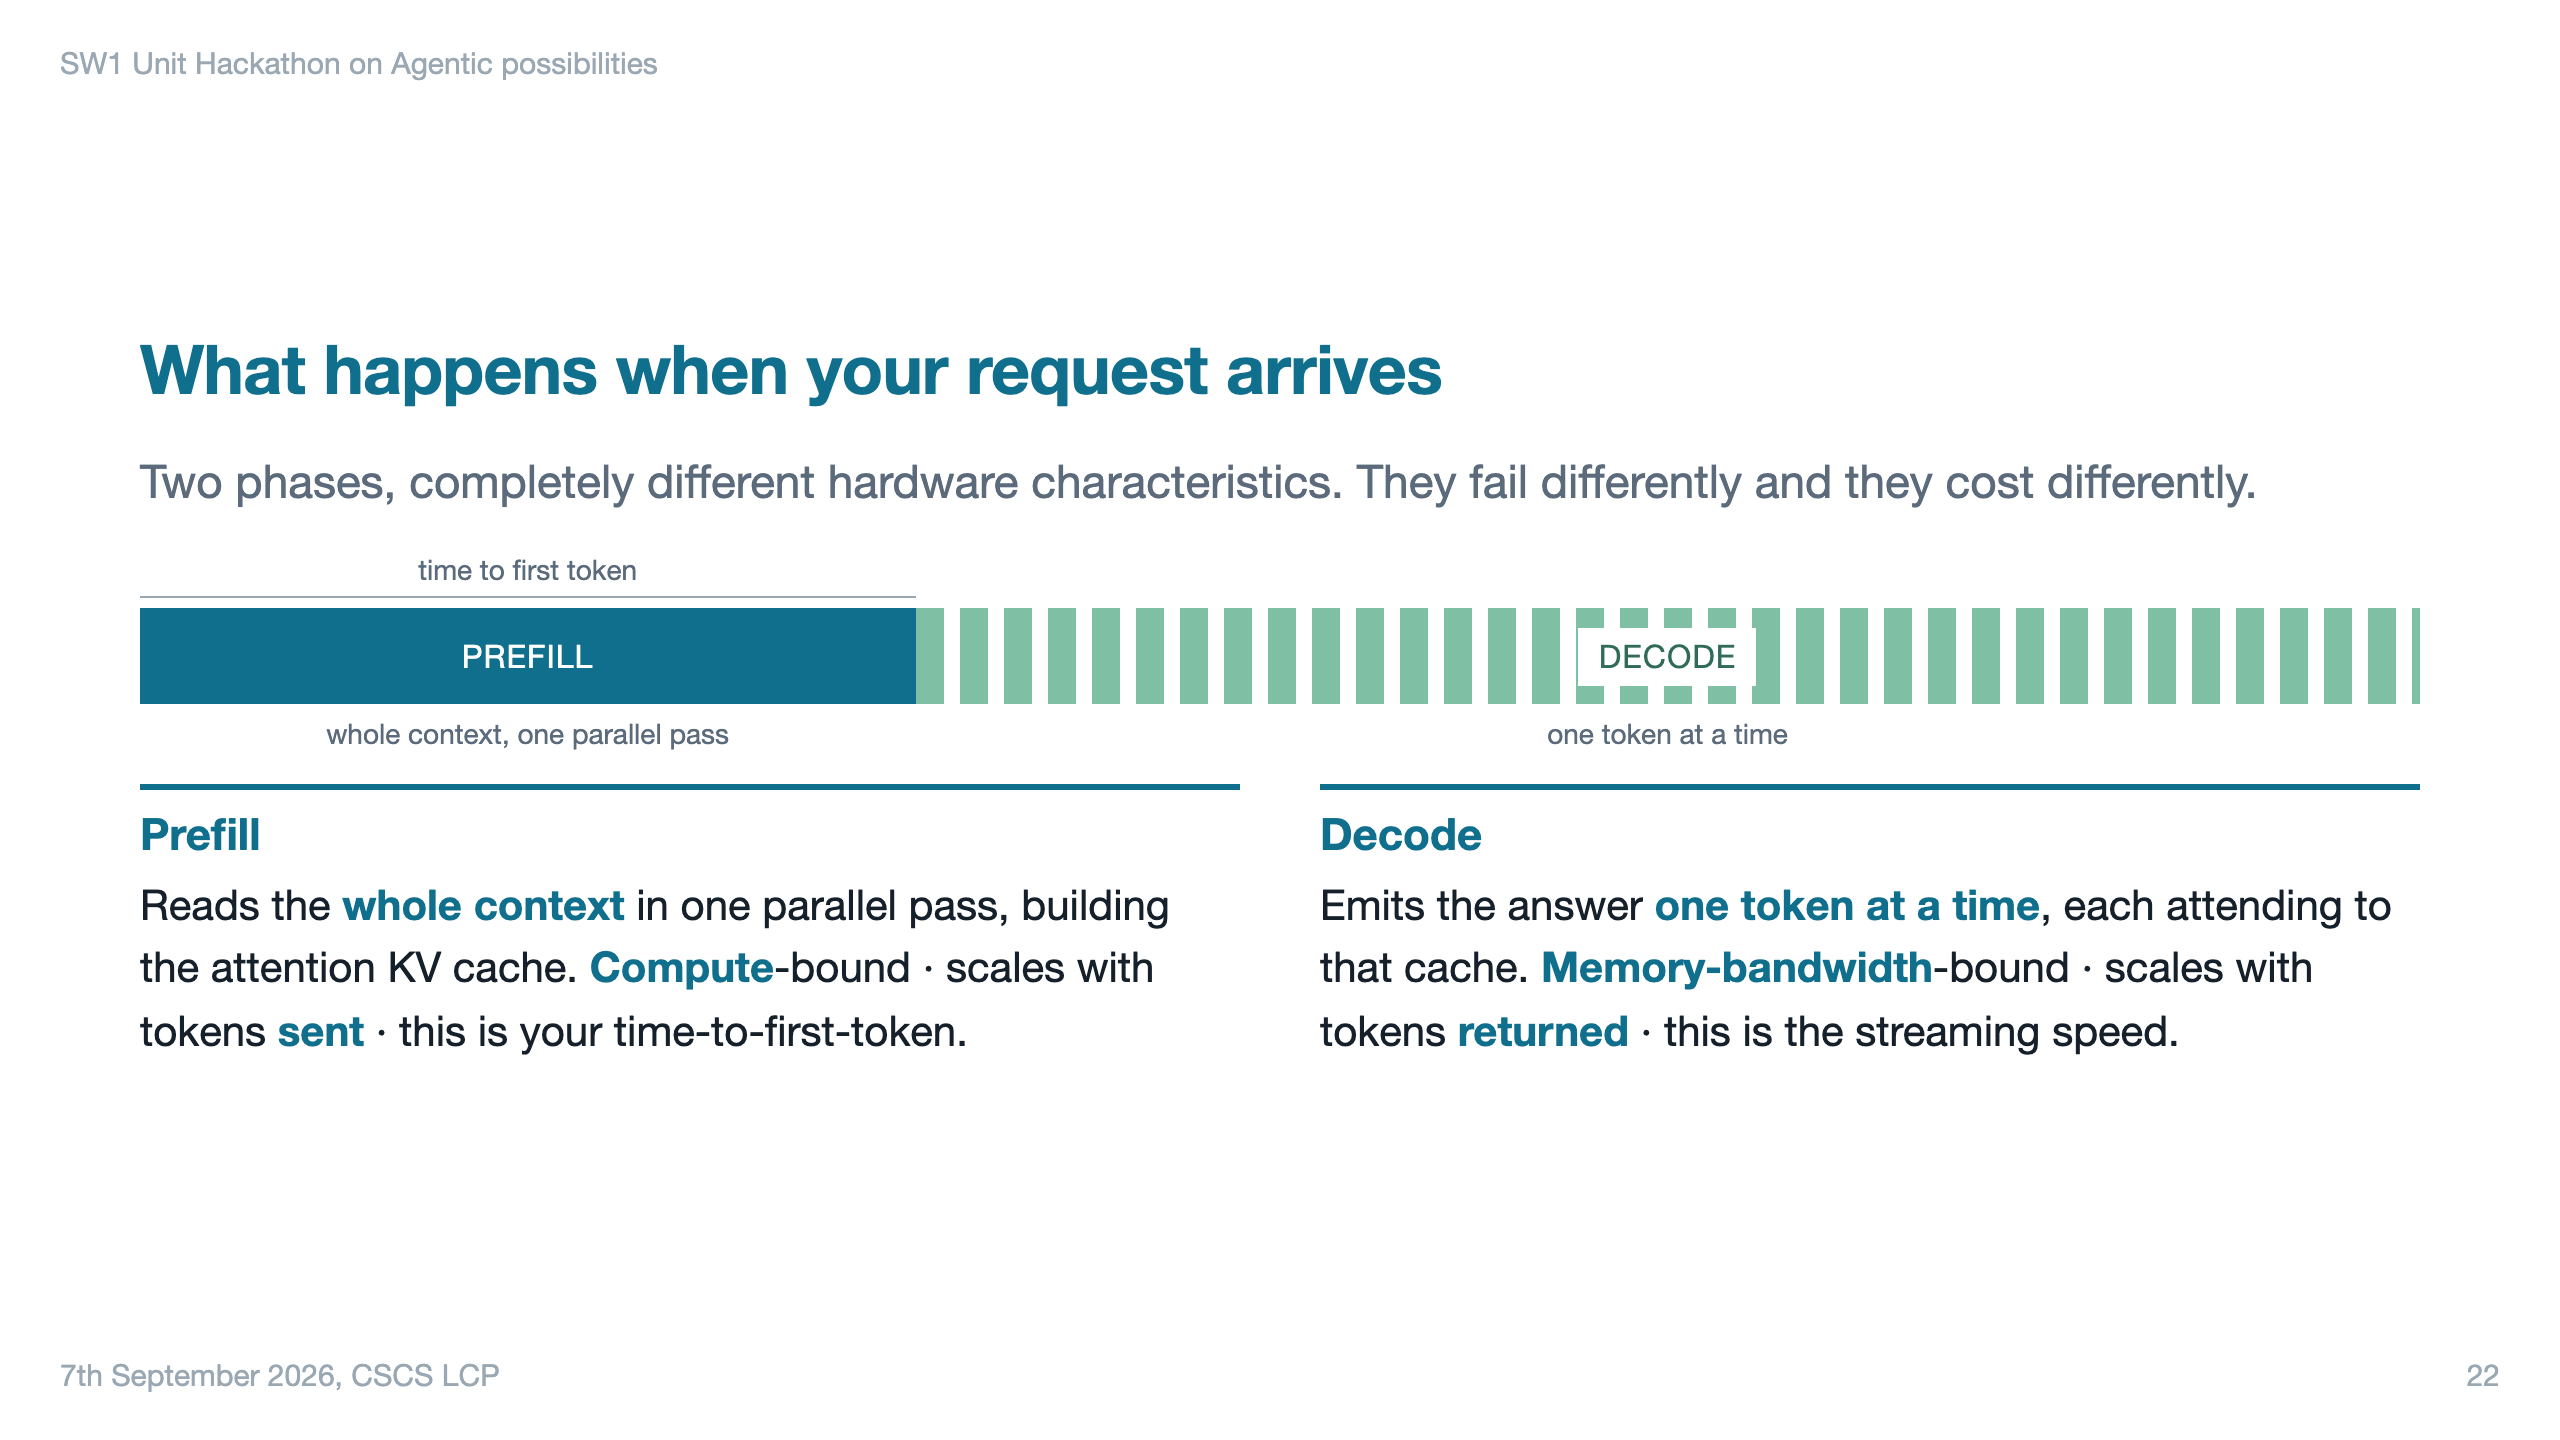 SW1 Unit Hackathon on Agentic possibilities
What happens when your request arrives
Two phases, completely different hardware characteristics. They fail differently and they cost differently.
time to first token
PREFILL
DECODE
whole context, one parallel pass
one token at a time
Prefill
Reads the whole context in one parallel pass, building
the attention KV cache. Compute-bound · scales with
tokens sent · this is your time-to-first-token.
Decode
Emits the answer one token at a time, each attending to
that cache. Memory-bandwidth-bound · scales with
tokens returned · this is the streaming speed.
7th September 2026, CSCS LCP
22